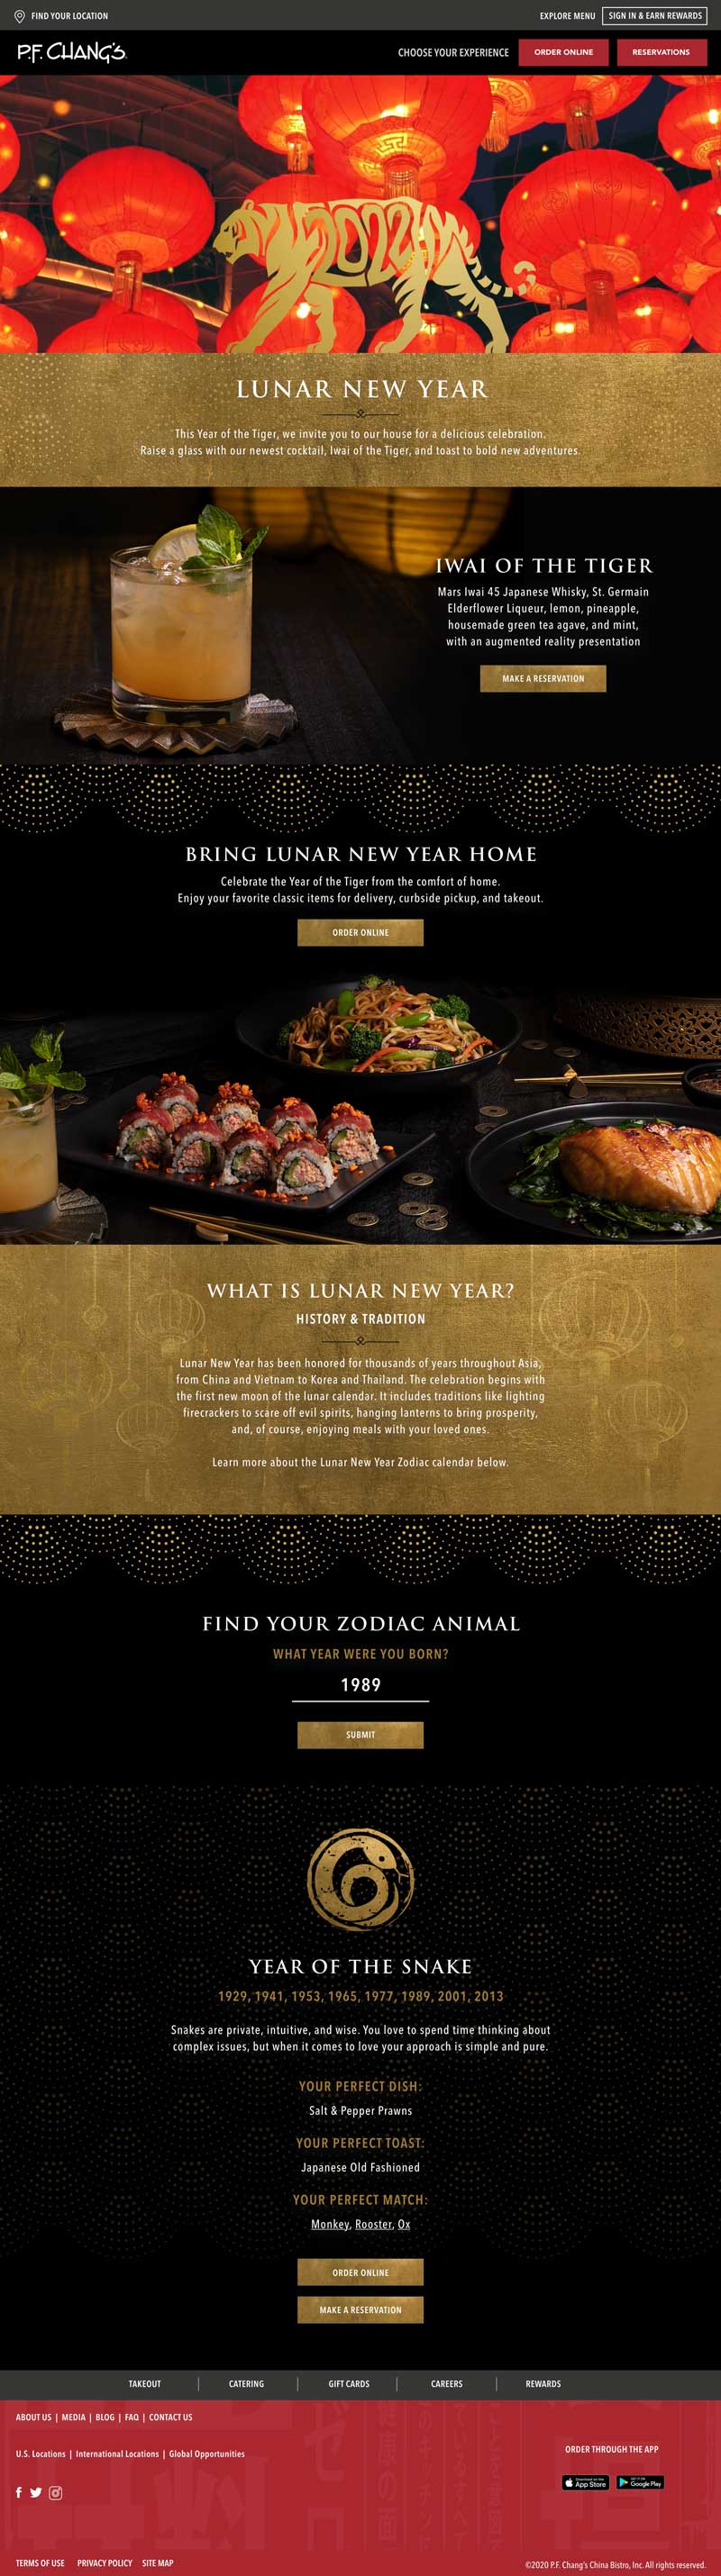 FIND YOUR LOCATION
EXPLORE MENU
SIGN IN & EARN REWARDS
P.F. CHANG'S
CHOOSE YOUR EXPERIENCE
ORDER ONLINE
RESERVATIONS
2022
LUNAR NEW YEAR
This Year of the Tiger, we invite you to our house for a delicious celebration.
Raise a glass with our newest cocktail, Iwai of the Tiger, and toast to bold new adventures.
IWAI OF THE TIGER
Mars Iwai 45 Japanese Whisky, St. Germain
Elderflower Liqueur, lemon, pineapple,
housemade green tea agave, and mint,
with an augmented reality presentation
MAKE A RESERVATION
BRING LUNAR NEW YEAR HOME
Celebrate the Year of the Tiger from the comfort of home.
Enjoy your favorite classic items for delivery, curbside pickup, and takeout.
ORDER ONLINE
WHAT IS LUNAR NEW YEAR?
HISTORY & TRADITION
Lunar New Year has been honored for thousands of years throughout Asia,
from China and Vietnam to Korea and Thailand. The celebration begins with
the first new moon of the lunar calendar. It includes traditions like lighting
firecrackers to scare off evil spirits, hanging lanterns to bring prosperity,
and, of course, enjoying meals with your loved ones.
Learn more about the Lunar New Year Zodiac calendar below.
FIND YOUR ZODIAC ANIMAL
WHAT YEAR WERE YOU BORN?
1989
SUBMIT
YEAR OF THE SNAKE
1929, 1941, 1953, 1965, 1977, 1989, 2001, 2013
Snakes are private, intuitive, and wise. You love to spend time thinking about
complex issues, but when it comes to love your approach is simple and pure.
YOUR PERFECT DISH:
Salt & Pepper Prawns
YOUR PERFECT TOAST:
Japanese Old Fashioned
YOUR PERFECT MATCH:
Monkey, Rooster, Ox
ORDER ONLINE
MAKE A RESERVATION
TAKEOUT | CATERING | GIFT CARDS | CAREERS | REWARDS
ABOUT US | MEDIA | BLOG | FAQ | CONTACT US
U.S. Locations | International Locations | Global Opportunities
ORDER THROUGH THE APP
App Store
Google Play
TERMS OF USE PRIVACY POLICY SITE MAP
©2020 P.F. Chang's China Bistro, Inc. All rights reserved.